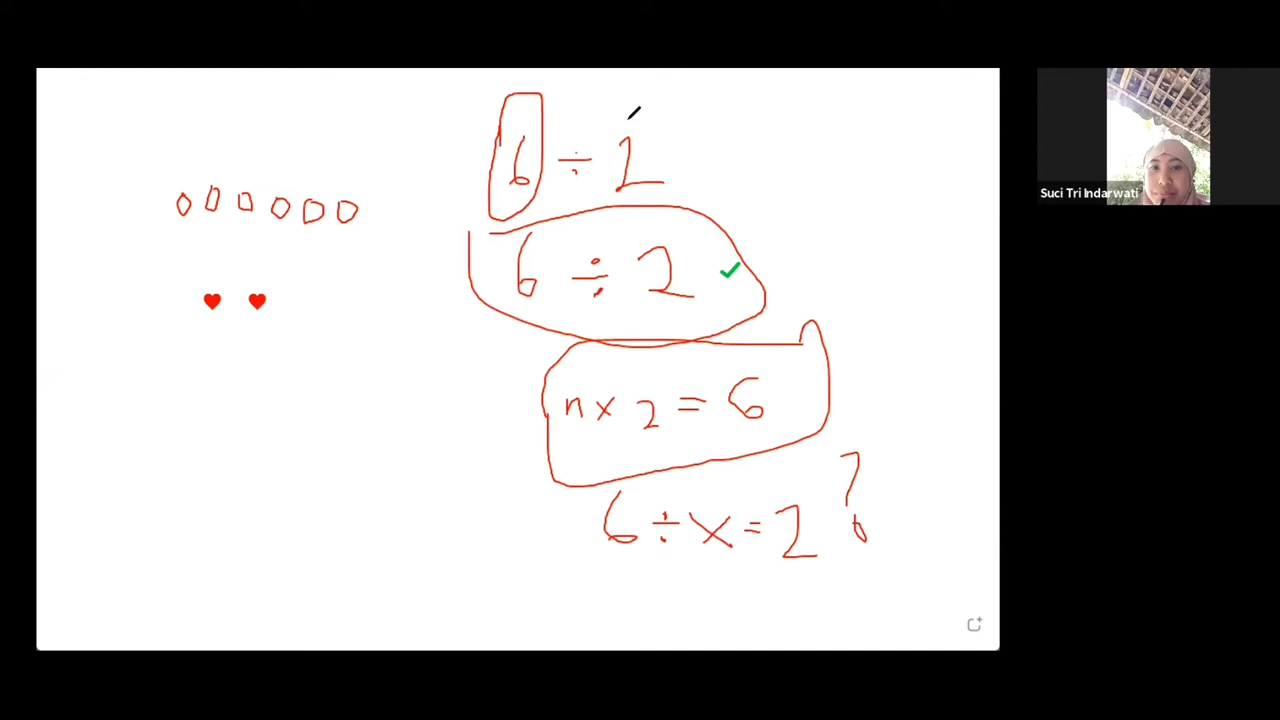 6 ÷ 2
6 ÷ 2 ✓
n x 2 = 6
6 ÷ x = 2 ?
Suci Tri Indarwati